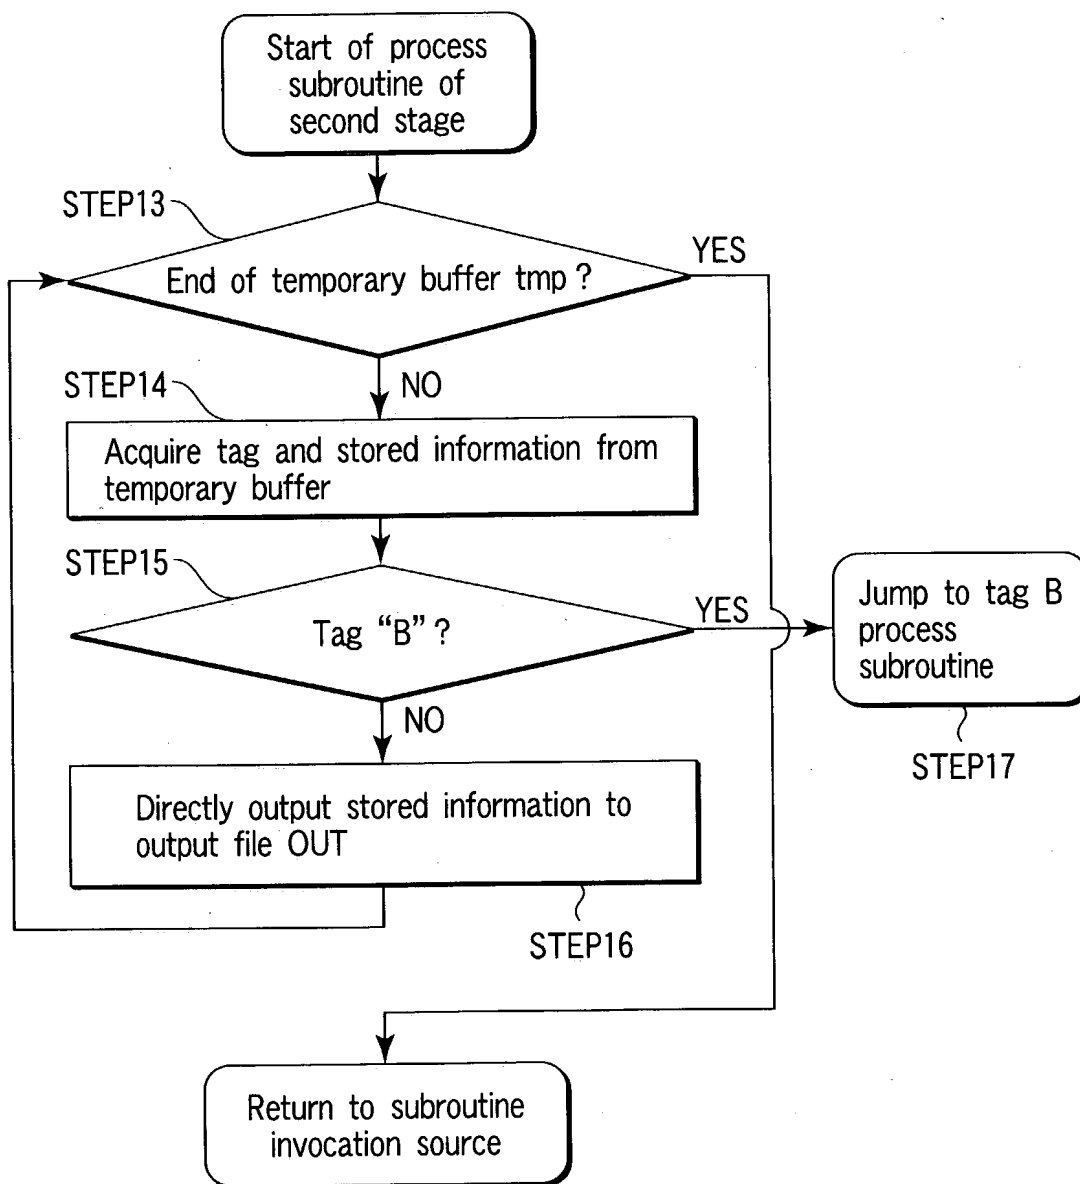 Start of process
subroutine of
second stage
STEP13
YES
End of temporary buffer tmp ?
NO
STEP14
Acquire tag and stored information from
temporary buffer
STEP15
YES
Tag “B” ?
Jump to tag B
process
subroutine
STEP17
NO
Directly output stored information to
output file OUT
STEP16
Return to subroutine
invocation source